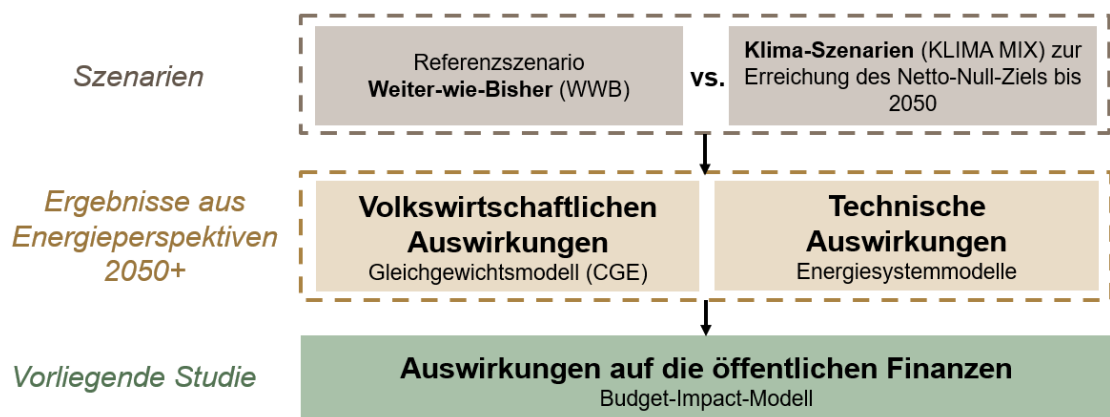 Szenarien
Referenzszenario
Weiter-wie-Bisher (WWB)
vs.
Klima-Szenarien (KLIMA MIX) zur
Erreichung des Netto-Null-Ziels bis
2050
Ergebnisse aus
Energieperspektiven
2050+
Volkswirtschaftlichen
Auswirkungen
Gleichgewichtsmodell (CGE)
Technische
Auswirkungen
Energiesystemmodelle
Vorliegende Studie
Auswirkungen auf die öffentlichen Finanzen
Budget-Impact-Modell